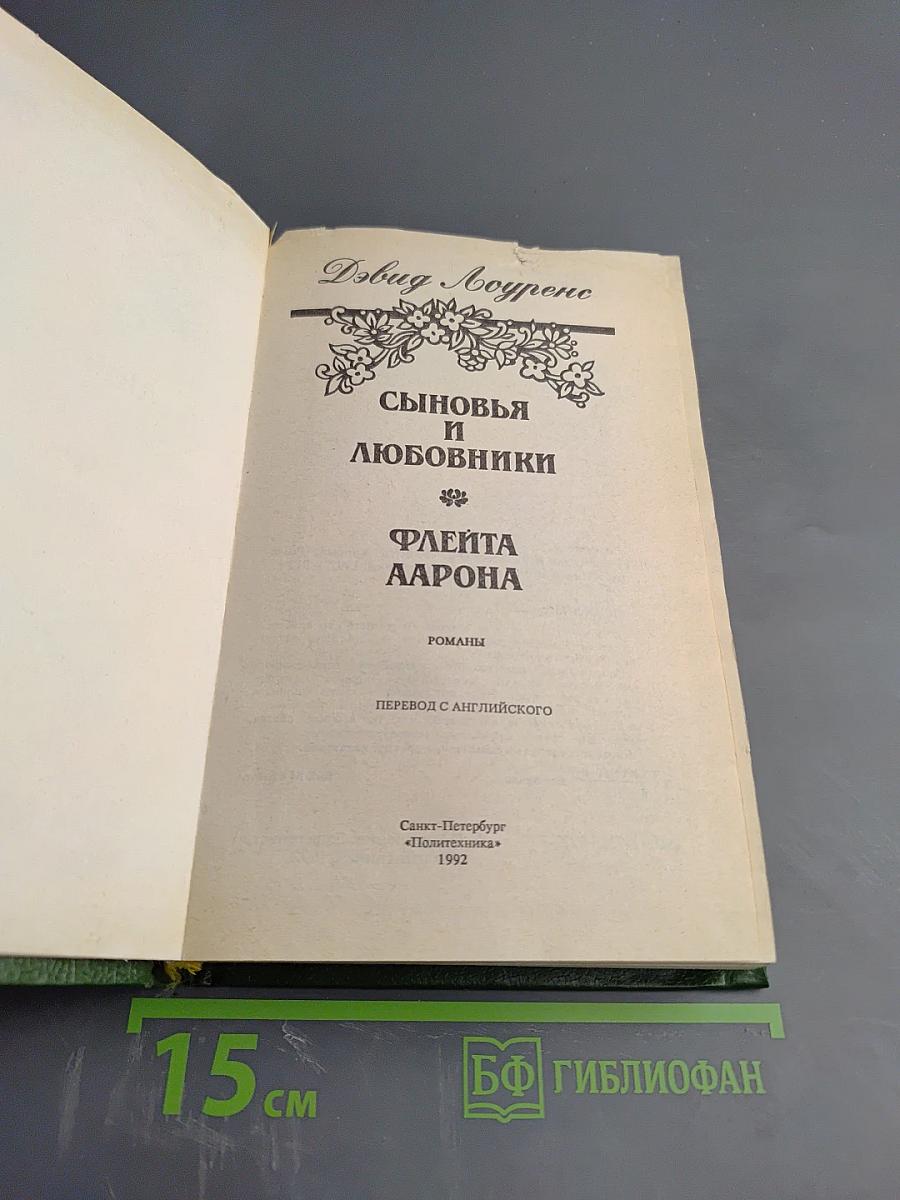 Дэвид Лоуренс
СЫНОВЬЯ
И
ЛЮБОВНИКИ
ФЛЕЙТА
ААРОНА
РОМАНЫ
ПЕРЕВОД С АНГЛИЙСКОГО
Санкт-Петербург
«Политехника»
1992
15 см
БФ ГИБЛИОФАН